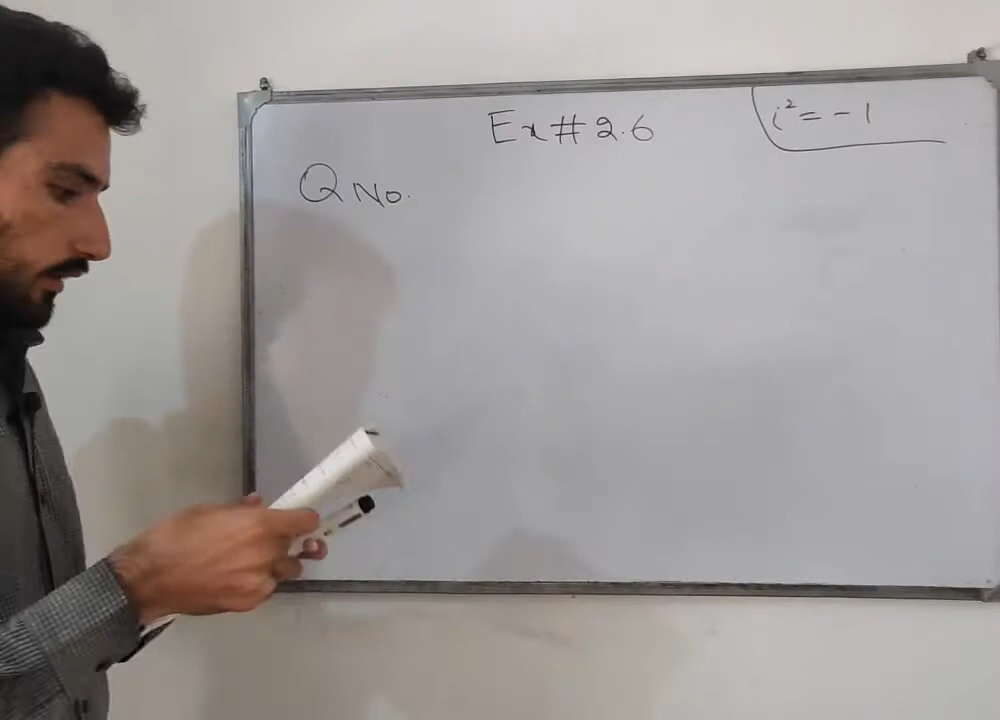 Ex # 2.6
i² = -1
Q No.